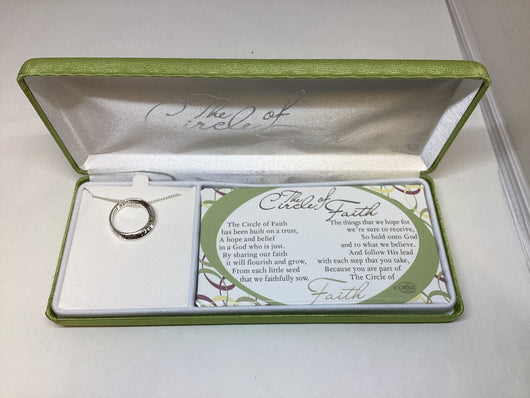 The
Circle of
The
Circle of
Faith
The Circle of Faith
has been built on a trust,
A hope and belief
in a God who is just.
By sharing our faith
it will flourish and grow,
From each little seed
that we faithfully sow.
The things that we hope for
we're sure to receive,
So hold onto God
and to what we believe.
And follow His lead
with each step that you take,
Because you are part of
The Circle of
Faith